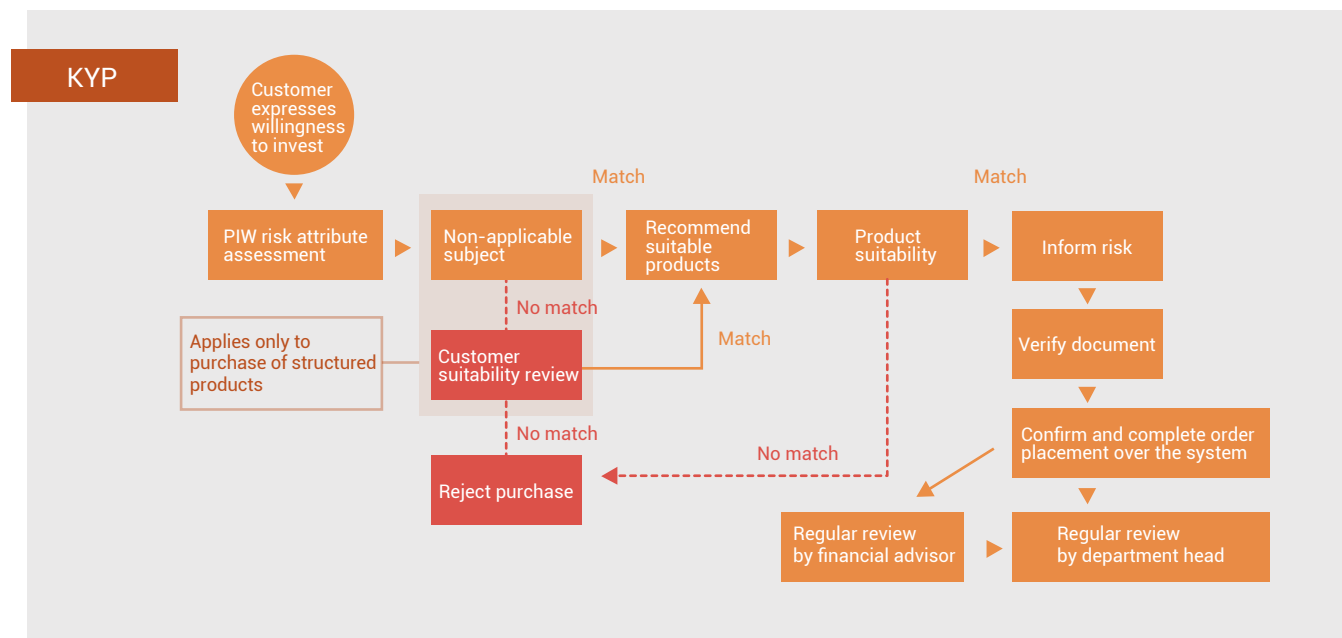 KYP
Customer
expresses
willingness
to invest
Match
Match
PIW risk attribute
assessment
Non-applicable
subject
Recommend
suitable
products
Product
suitability
Inform risk
No match
Applies only to
purchase of structured
products
Customer
suitability review
Match
Verify document
No match
No match
Confirm and complete order
placement over the system
Reject purchase
Regular review
by financial advisor
Regular review
by department head